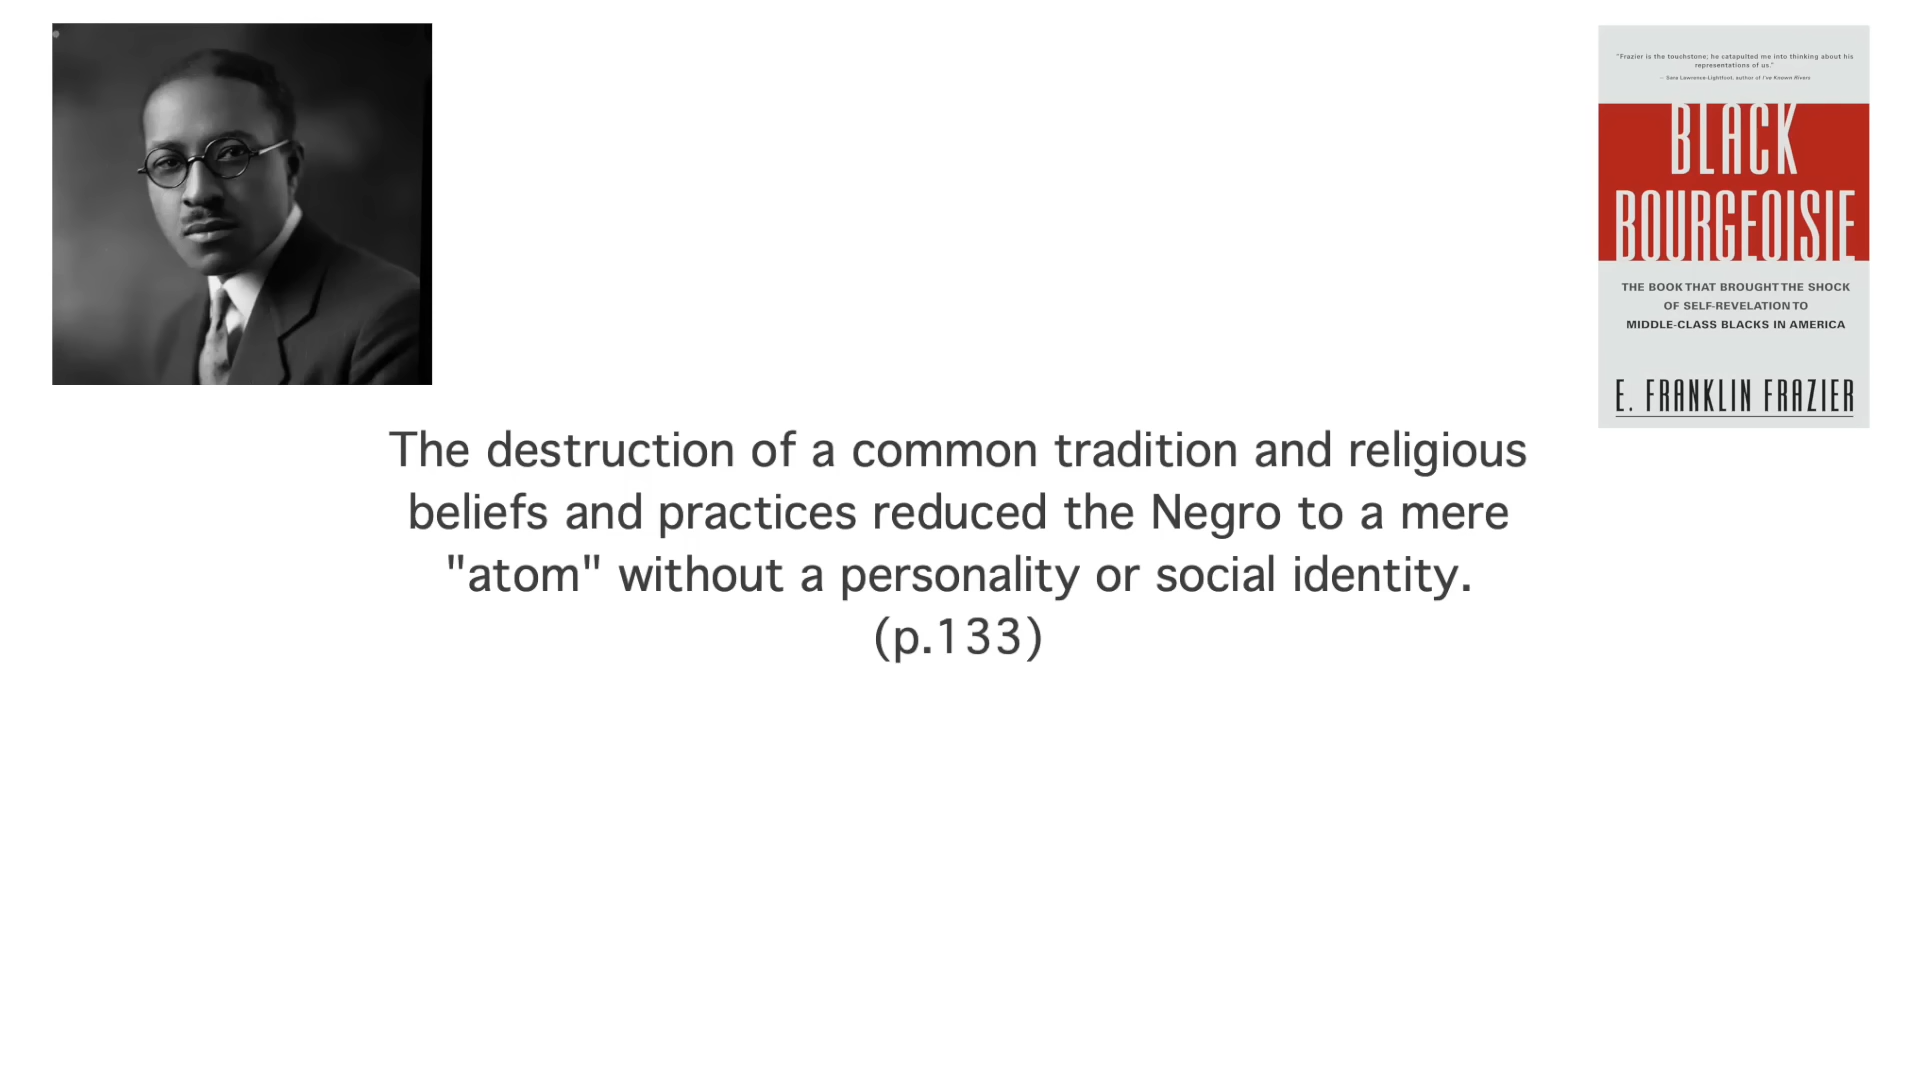 "Frazier is the touchstone; he catapulted me into thinking about his
representations of us."
– Sara Lawrence-Lightfoot, author of I've Known Rivers
BLACK
BOURGEOISIE
THE BOOK THAT BROUGHT THE SHOCK
OF SELF-REVELATION TO
MIDDLE-CLASS BLACKS IN AMERICA
E. FRANKLIN FRAZIER
The destruction of a common tradition and religious
beliefs and practices reduced the Negro to a mere
"atom" without a personality or social identity.
(p.133)